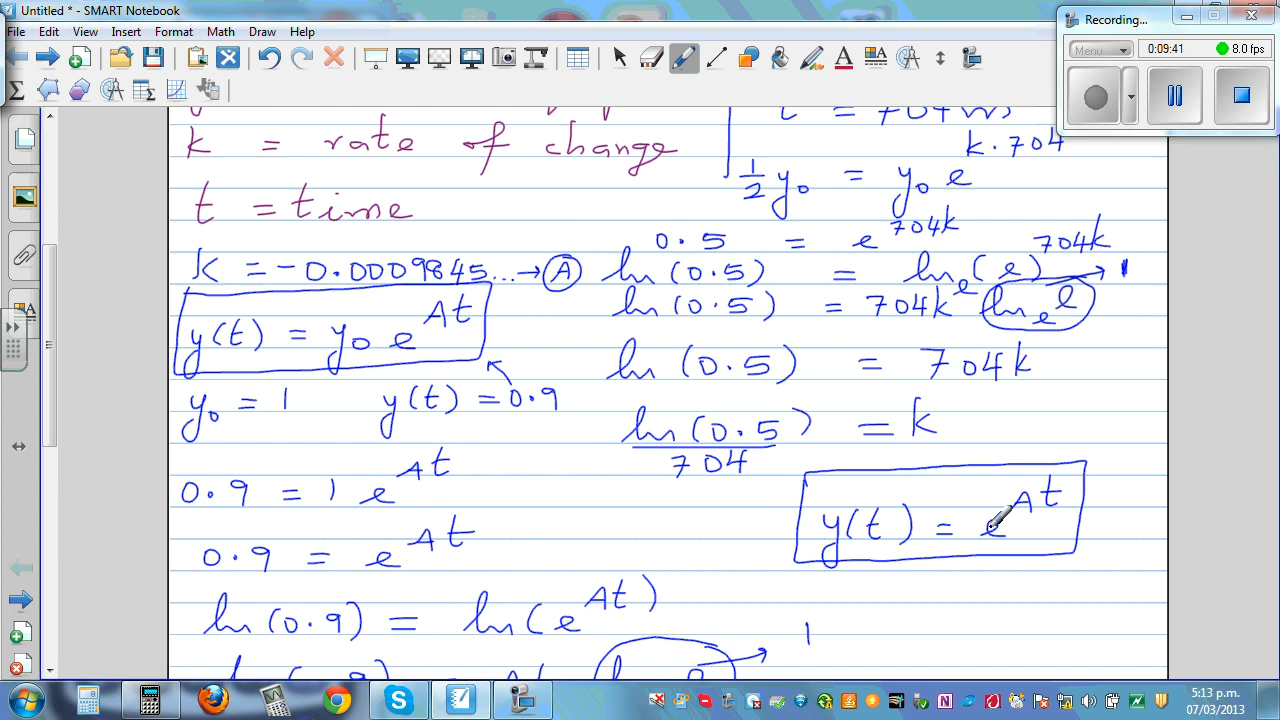 Untitled * - SMART Notebook
File Edit View Insert Format Math Draw Help
Recording...
Menu
0:09:41
8.0 fps
k = rate of change
t = time
k = -0.0009845... → A
y(t) = y₀ e^(At)
y₀ = 1 y(t) = 0.9
0.9 = 1 e^(At)
0.9 = e^(At)
ln(0.9) = ln(e^(At))
1
k·704
½y₀ = y₀ e
0.5 = e^(704k)
ln(0.5) = lnₑ(e)^(704k) 1
ln(0.5) = 704k lnₑ e
ln(0.5) = 704k
ln(0.5)/704 = k
y(t) = e^(At)
5:13 p.m.
07/03/2013